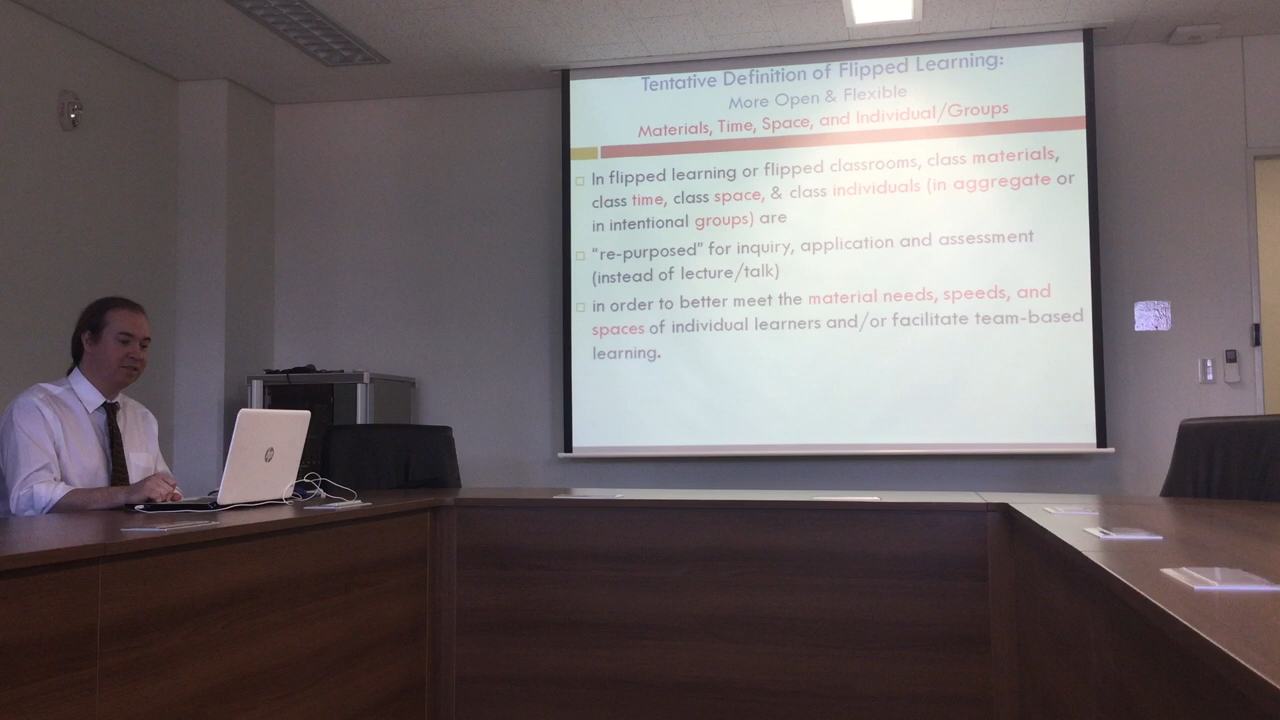 Tentative Definition of Flipped Learning:
More Open & Flexible
Materials, Time, Space, and Individual/Groups
In flipped learning or flipped classrooms, class materials,
class time, class space, & class individuals (in aggregate or
in intentional groups) are
“re-purposed” for inquiry, application and assessment
(instead of lecture/talk)
in order to better meet the material needs, speeds, and
spaces of individual learners and/or facilitate team-based
learning.
hp